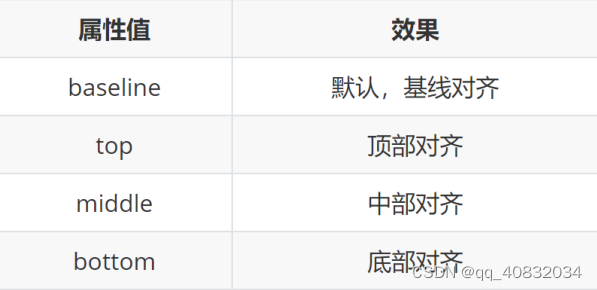 属性值 效果
baseline 默认，基线对齐
top 顶部对齐
middle 中部对齐
bottom 底部对齐
CSDN @qq_40832034